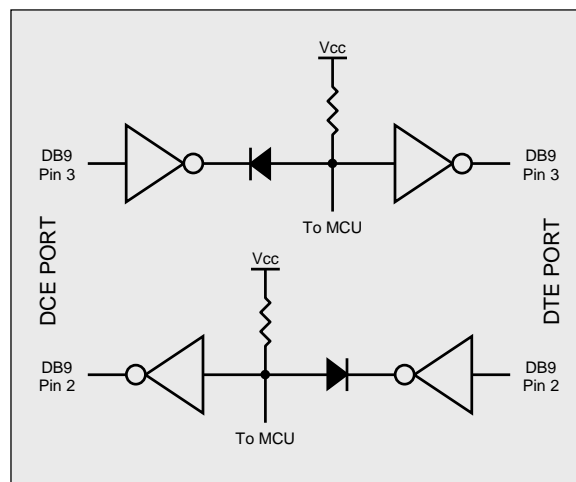 Vcc
DB9
Pin 3
DB9
Pin 3
To MCU
DCE PORT
DTE PORT
Vcc
DB9
Pin 2
DB9
Pin 2
To MCU